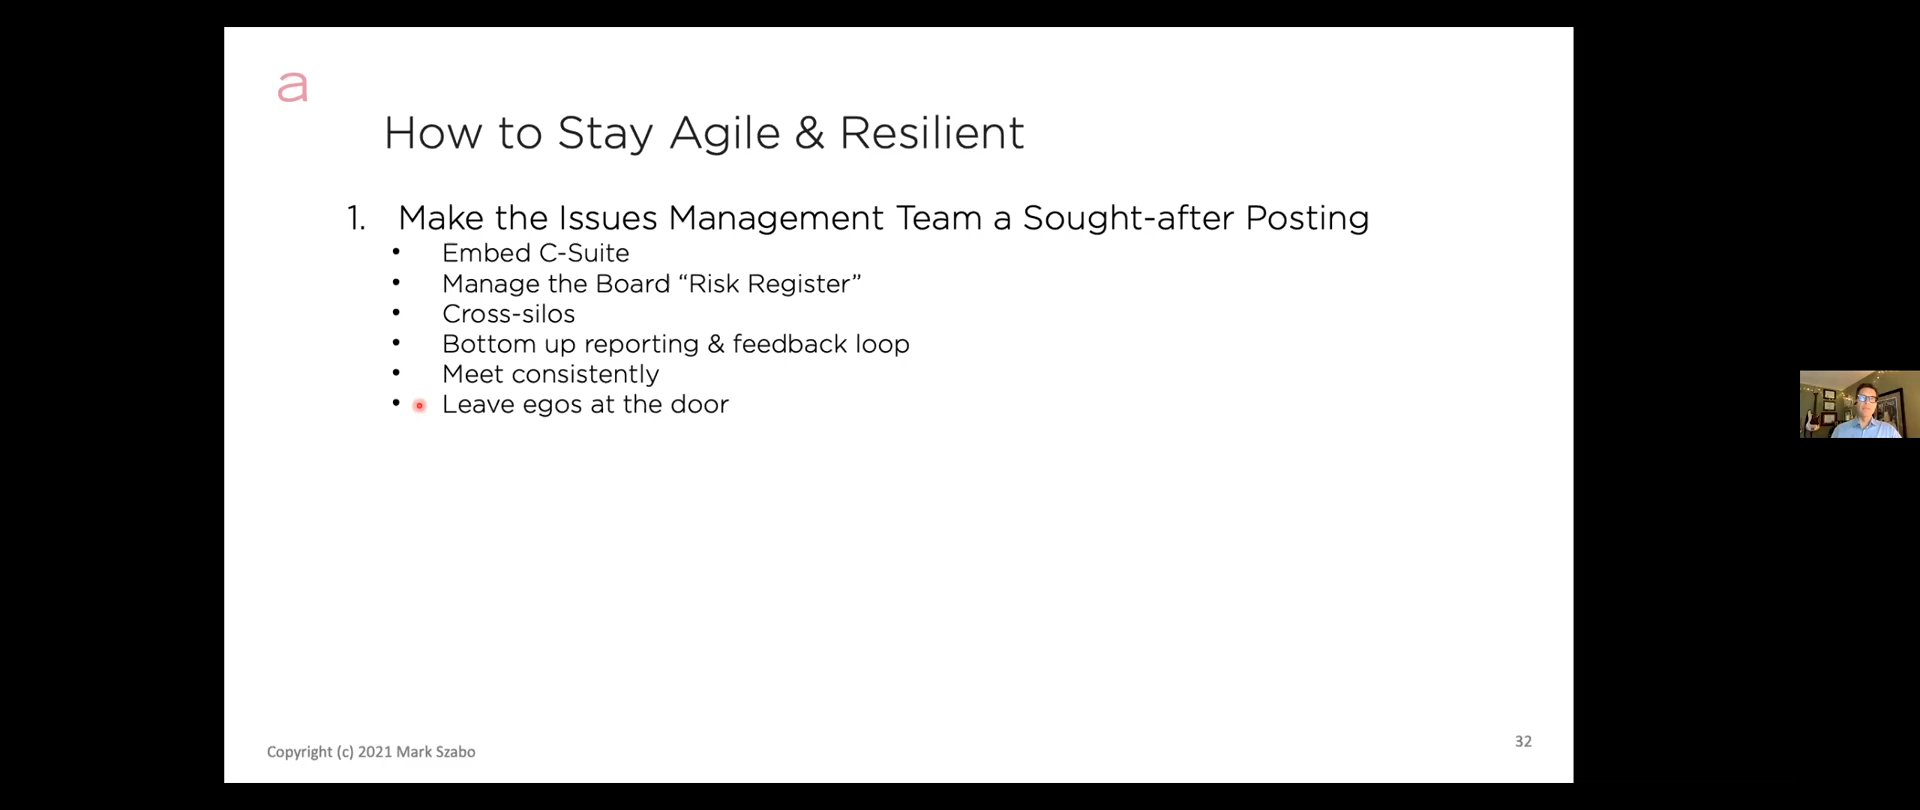 a
How to Stay Agile & Resilient
1. Make the Issues Management Team a Sought-after Posting
• Embed C-Suite
• Manage the Board “Risk Register”
• Cross-silos
• Bottom up reporting & feedback loop
• Meet consistently
• Leave egos at the door
Copyright (c) 2021 Mark Szabo
32